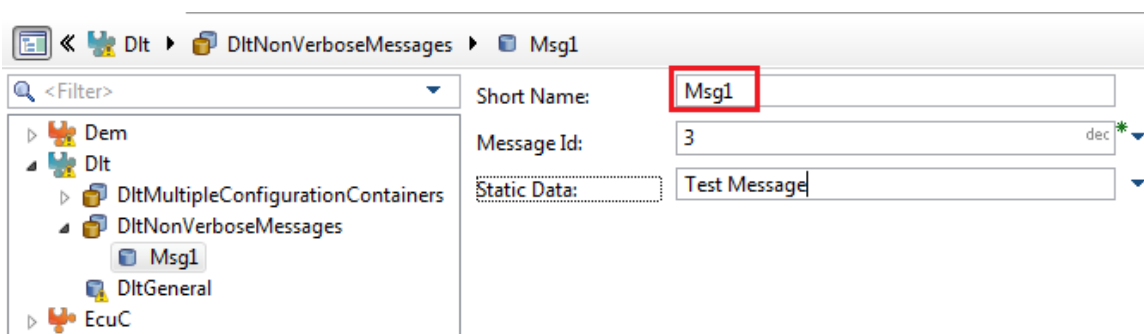 Dlt DltNonVerboseMessages Msg1
<Filter>
Short Name: Msg1
Message Id: 3 dec
Static Data: Test Message
Dem
Dlt
DltMultipleConfigurationContainers
DltNonVerboseMessages
Msg1
DltGeneral
EcuC